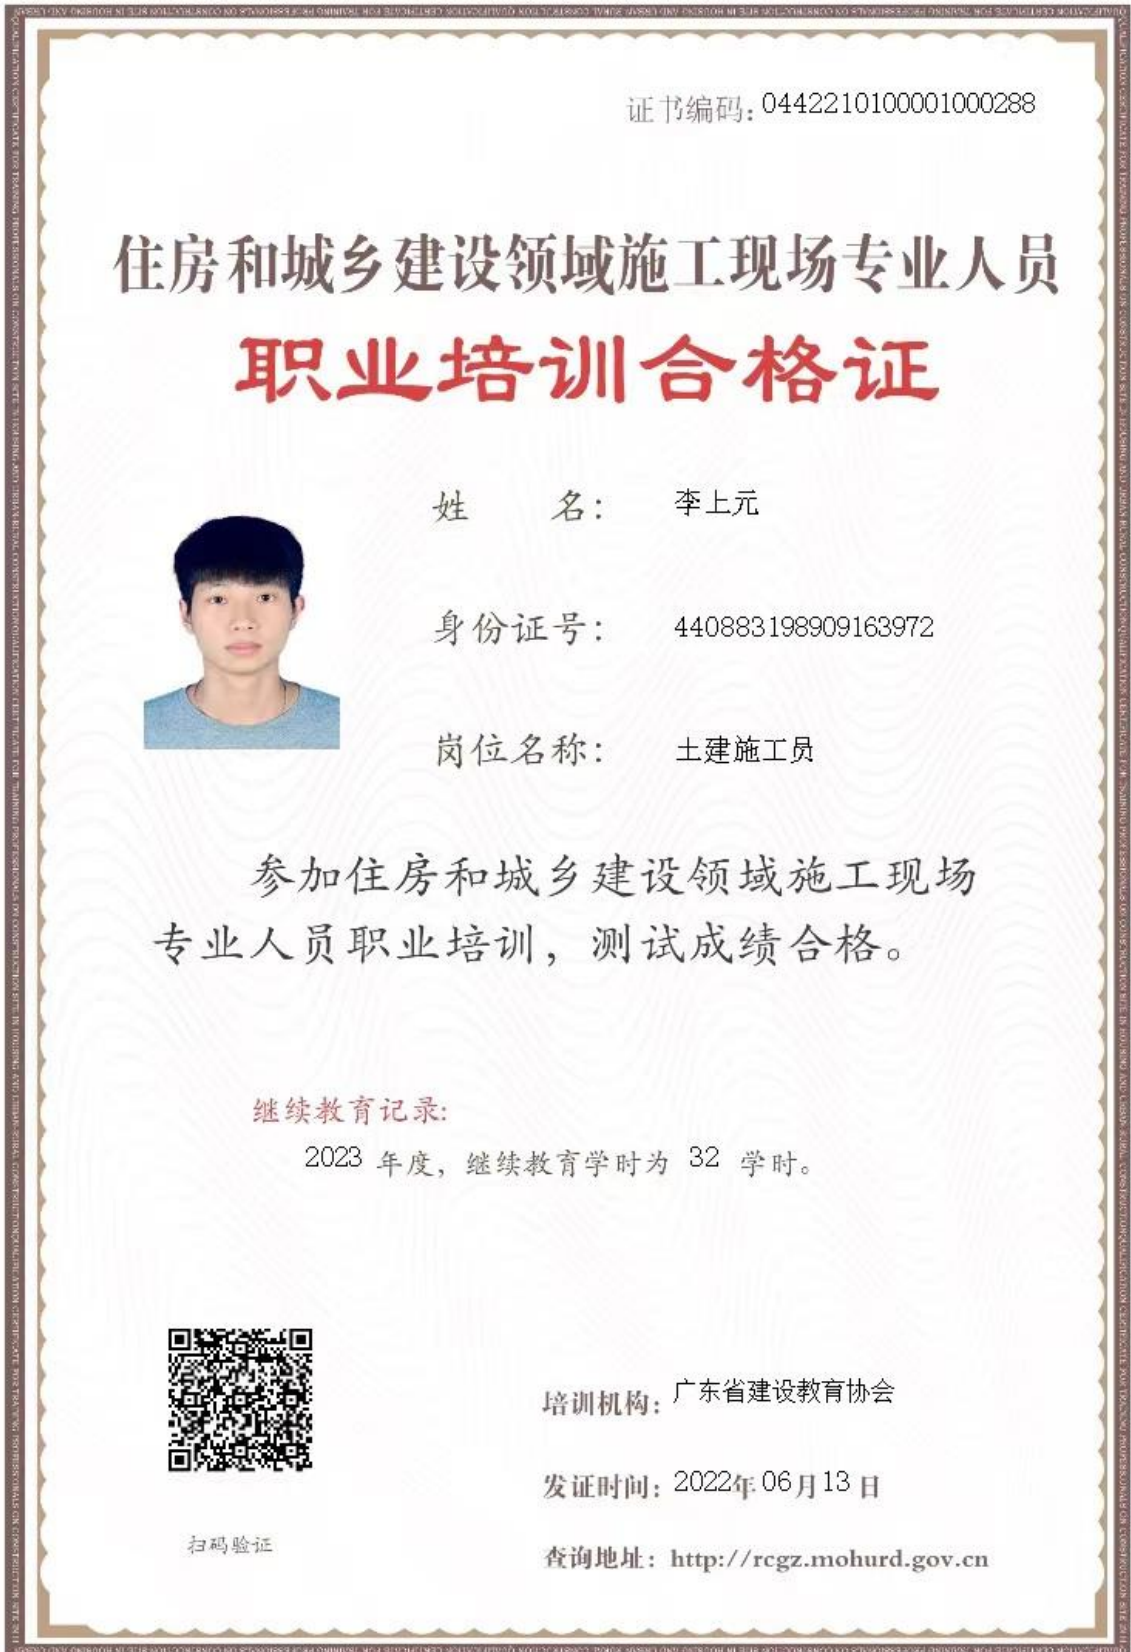 证书编码:0442210100001000288
住房和城乡建设领域施工现场专业人员
职业培训合格证
姓 名: 李上元
身份证号: 440883198909163972
岗位名称: 土建施工员
参加住房和城乡建设领域施工现场
专业人员职业培训，测试成绩合格。
继续教育记录:
2023 年度，继续教育学时为 32 学时。
培训机构: 广东省建设教育协会
发证时间: 2022年06月13日
扫码验证
查询地址: http://rcgz.mohurd.gov.cn